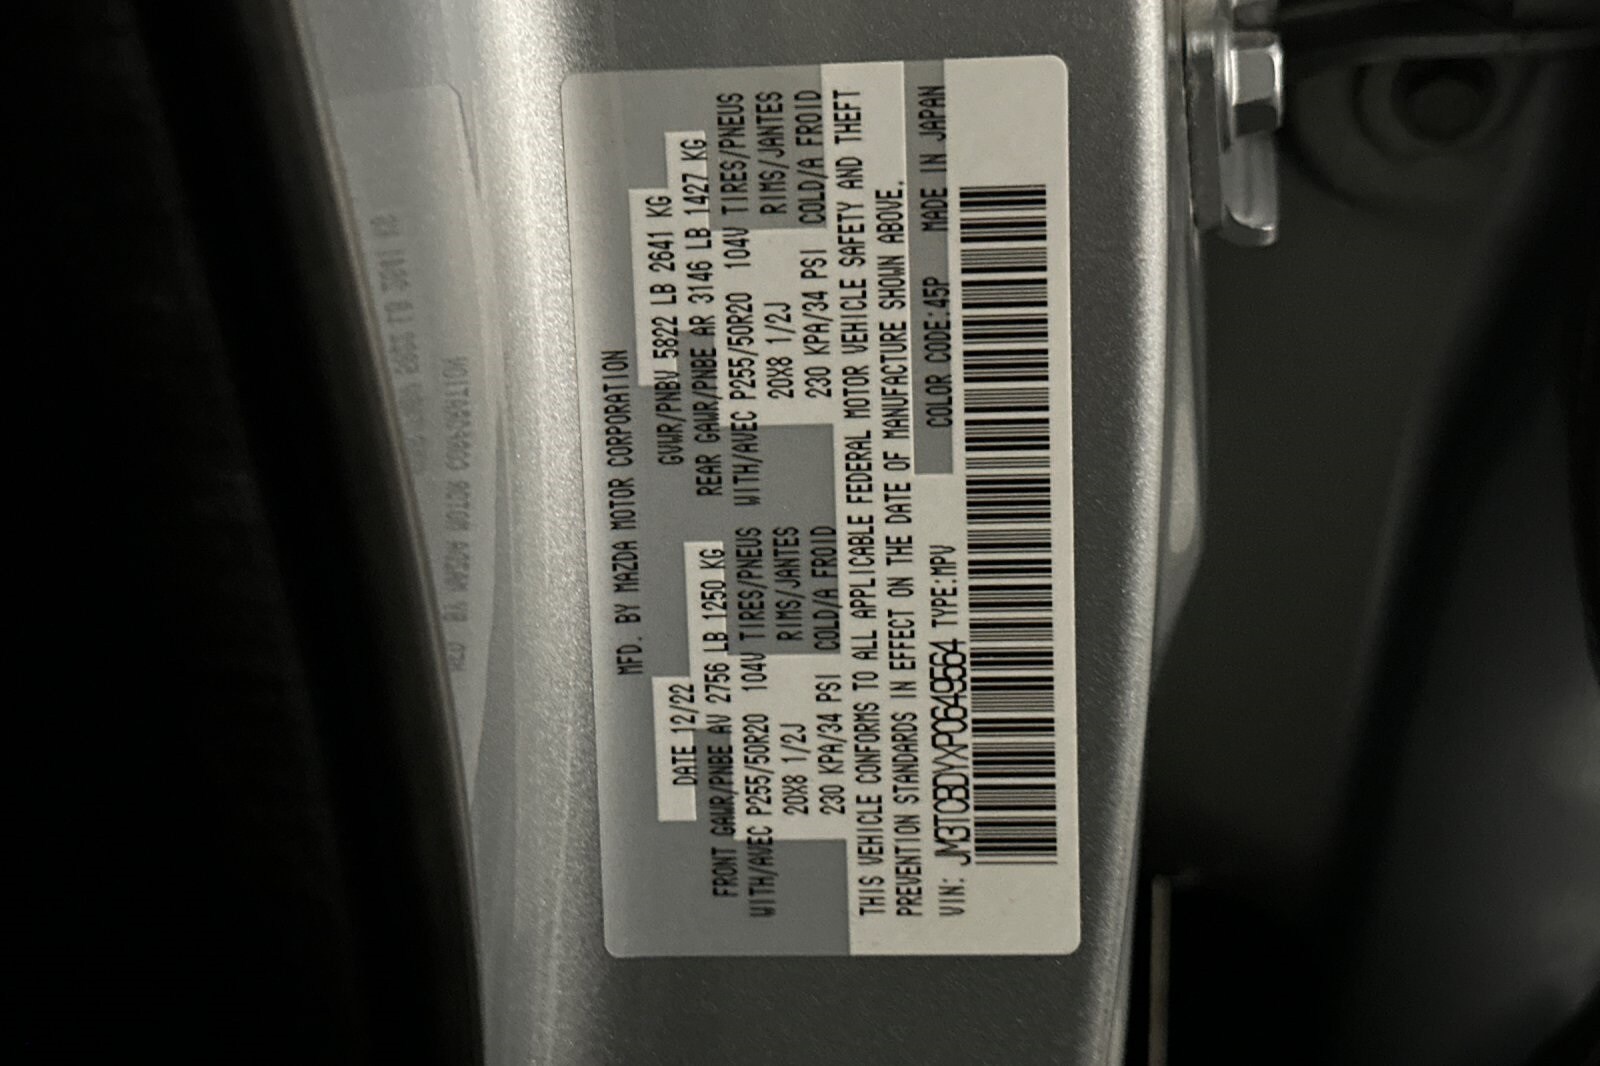 MFD. BY MAZDA MOTOR CORPORATION
DATE 12/22 GVWR/PNBV 5822 LB 2641 KG
FRONT GAWR/PNBE AV 2756 LB 1250 KG REAR GAWR/PNBE AR 3146 LB 1427 KG
WITH/AVEC P255/50R20 104V TIRES/PNEUS WITH/AVEC P255/50R20 104V TIRES/PNEUS
20X8 1/2J RIMS/JANTES 20X8 1/2J RIMS/JANTES
230 KPA/34 PSI COLD/A FROID 230 KPA/34 PSI COLD/A FROID
THIS VEHICLE CONFORMS TO ALL APPLICABLE FEDERAL MOTOR VEHICLE SAFETY AND THEFT
PREVENTION STANDARDS IN EFFECT ON THE DATE OF MANUFACTURE SHOWN ABOVE.
VIN: JM3TCBDYXP0649564 TYPE:MPV COLOR CODE:45P MADE IN JAPAN